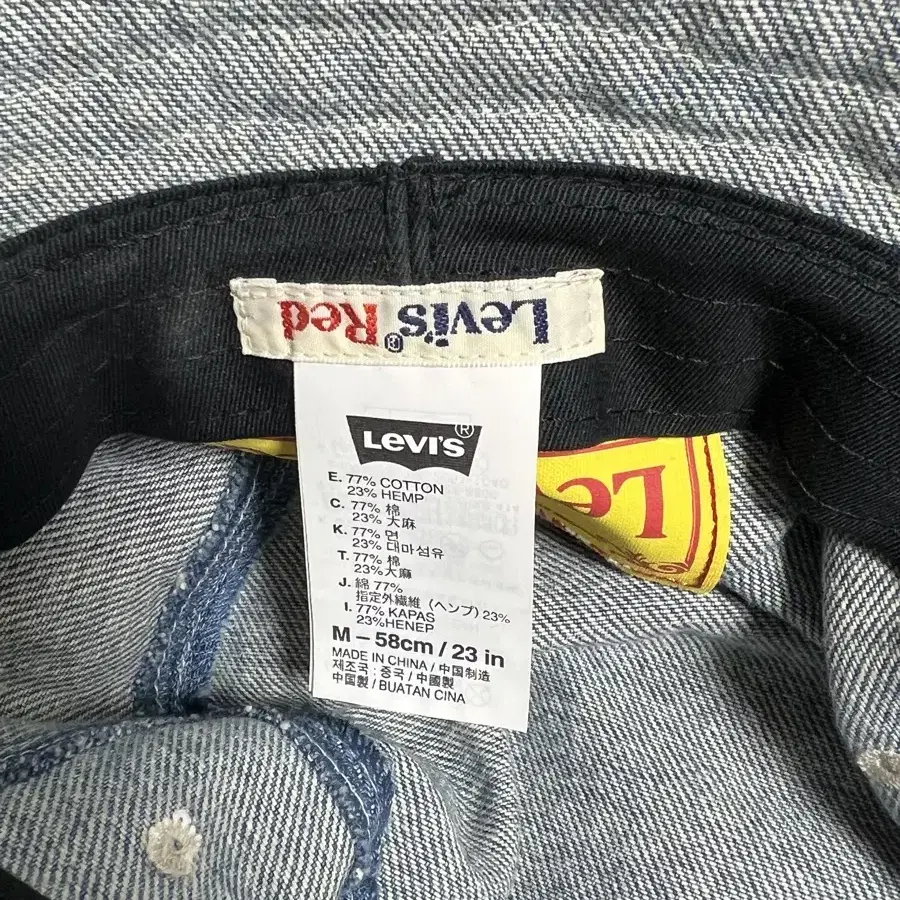 Levi's® Red
LEVI'S®
E. 77% COTTON
23% HEMP
C. 77% 棉
23% 大麻
K. 77% 면
23% 대마섬유
T. 77% 棉
23%大麻
J. 綿 77%
指定外繊維 (ヘンプ) 23%
I. 77% KAPAS
23%HENEP
M – 58cm / 23 in
MADE IN CHINA / 中国制造
제조국 : 중국 / 中國製
中国製 / BUATAN CINA
Le